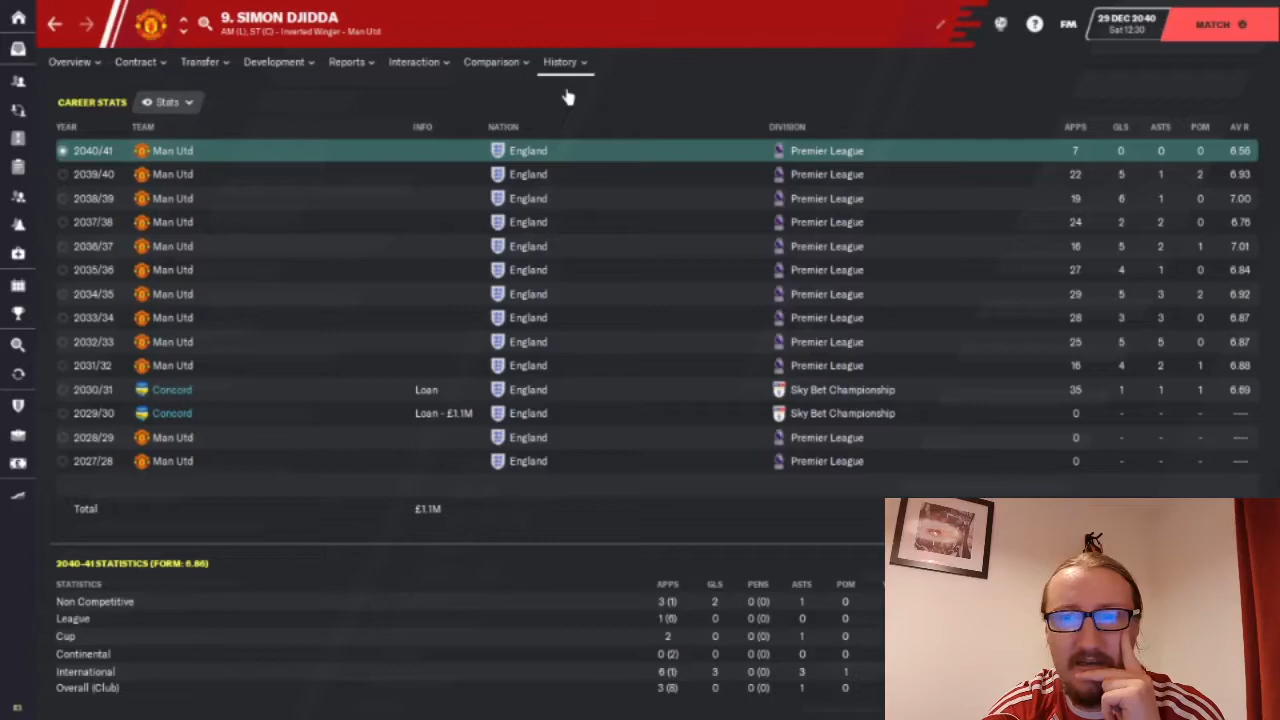 9. SIMON DJIDDA
AM (L), ST (C) - Inverted Winger - Man Utd
FM
29 DEC 2040
Sat 12:30
MATCH
Overview Contract Transfer Development Reports Interaction Comparison History
CAREER STATS Stats
YEAR TEAM INFO NATION DIVISION APPS GLS ASTS POM AV R
2040/41 Man Utd England Premier League 7 0 0 0 6.56
2039/40 Man Utd England Premier League 22 5 1 2 6.93
2038/39 Man Utd England Premier League 19 6 1 0 7.00
2037/38 Man Utd England Premier League 24 2 2 0 6.76
2036/37 Man Utd England Premier League 16 5 2 1 7.01
2035/36 Man Utd England Premier League 27 4 1 0 6.84
2034/35 Man Utd England Premier League 29 5 3 2 6.92
2033/34 Man Utd England Premier League 28 3 3 0 6.87
2032/33 Man Utd England Premier League 25 5 5 0 6.87
2031/32 Man Utd England Premier League 16 4 2 1 6.88
2030/31 Concord Loan England Sky Bet Championship 35 1 1 1 6.69
2029/30 Concord Loan - £1.1M England Sky Bet Championship 0 - - - ----
2028/29 Man Utd England Premier League 0 - - - ----
2027/28 Man Utd England Premier League 0 - - - ----
Total £1.1M
2040-41 STATISTICS (FORM: 6.86)
STATISTICS APPS GLS PENS ASTS POM
Non Competitive 3 (1) 2 0 (0) 1 0
League 1 (6) 0 0 (0) 0 0
Cup 2 0 0 (0) 1 0
Continental 0 (2) 0 0 (0) 0 0
International 6 (1) 3 0 (0) 3 1
Overall (Club) 3 (8) 0 0 (0) 1 0